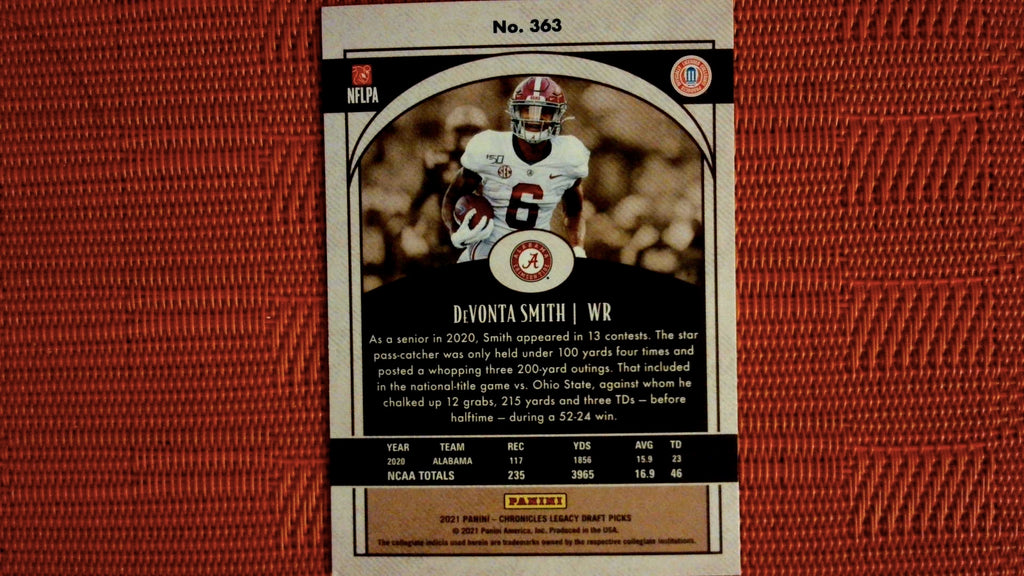 No. 363
NFLPA
150
SEC
6
A
DeVONTA SMITH | WR
As a senior in 2020, Smith appeared in 13 contests. The star
pass-catcher was only held under 100 yards four times and
posted a whopping three 200-yard outings. That included
in the national-title game vs. Ohio State, against whom he
chalked up 12 grabs, 215 yards and three TDs — before
halftime — during a 52-24 win.
YEAR TEAM REC YDS AVG TD
2020 ALABAMA 117 1856 15.9 23
NCAA TOTALS 235 3965 16.9 46
PANINI
2021 PANINI – CHRONICLES LEGACY DRAFT PICKS
© 2021 Panini America, Inc. Produced in the USA.
The collegiate indicia used herein are trademarks owned by the respective collegiate institutions.